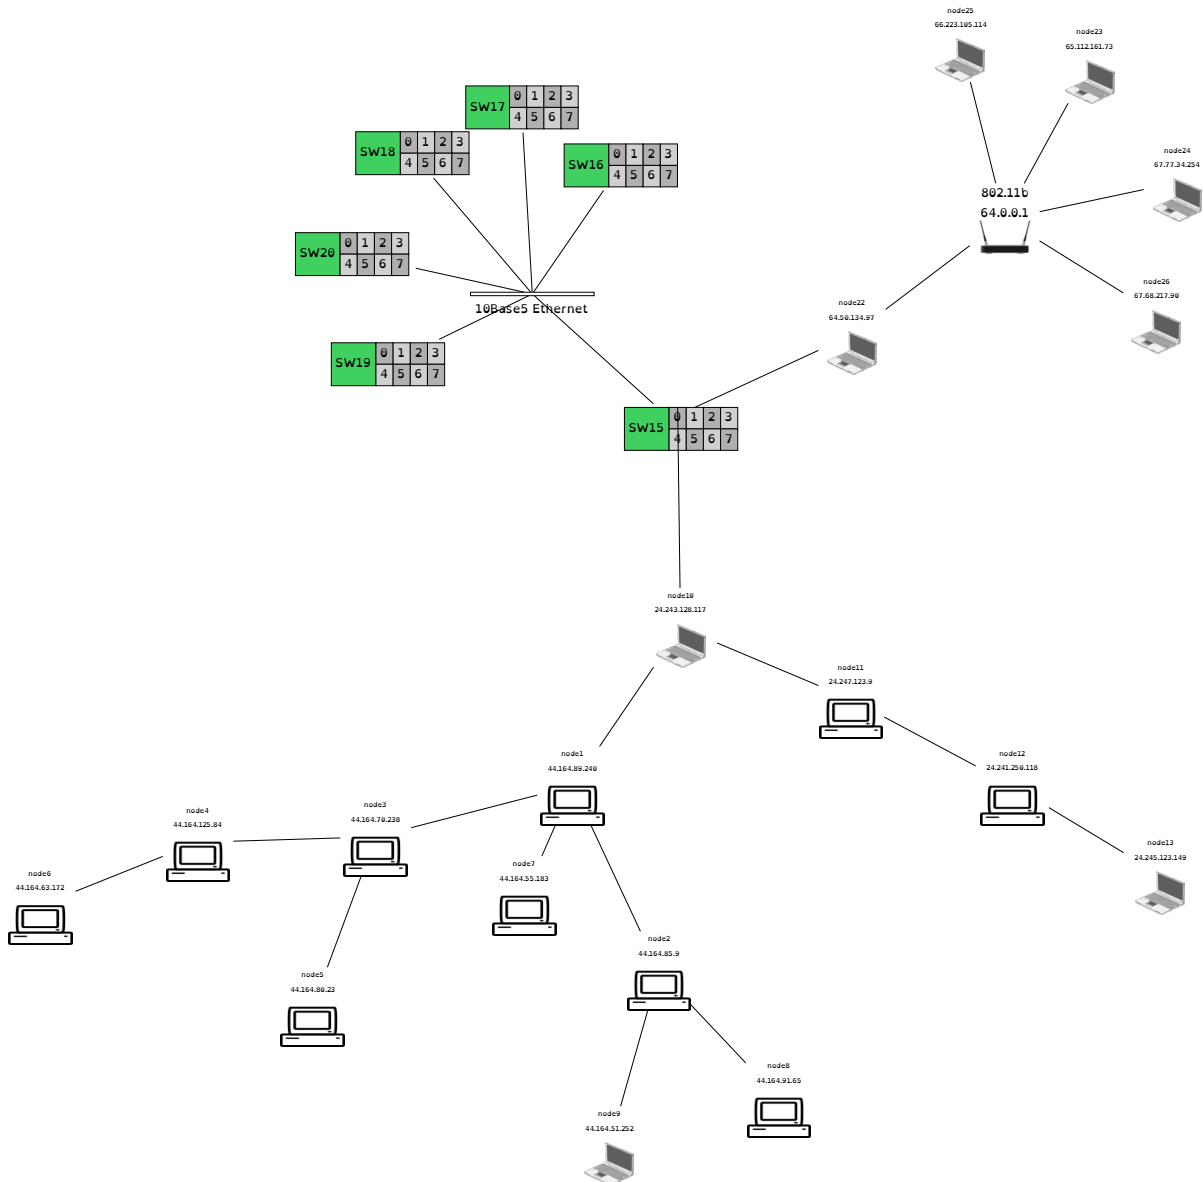 node25
66.223.105.114
node23
65.112.161.73
SW17
0 1 2 3
4 5 6 7
SW18
0 1 2 3
4 5 6 7
SW16
0 1 2 3
4 5 6 7
node24
67.77.34.254
802.11b
64.0.0.1
SW20
0 1 2 3
4 5 6 7
node26
67.68.217.90
10Base5 Ethernet
node22
64.50.134.97
SW19
0 1 2 3
4 5 6 7
SW15
0 1 2 3
4 5 6 7
node10
24.243.128.117
node11
24.247.123.9
node1
44.164.89.240
node12
24.241.250.118
node3
44.164.70.238
node4
44.164.125.84
node13
24.245.123.149
node7
44.164.55.183
node6
44.164.63.172
node2
44.164.85.9
node5
44.164.80.23
node8
44.164.91.65
node9
44.164.51.252